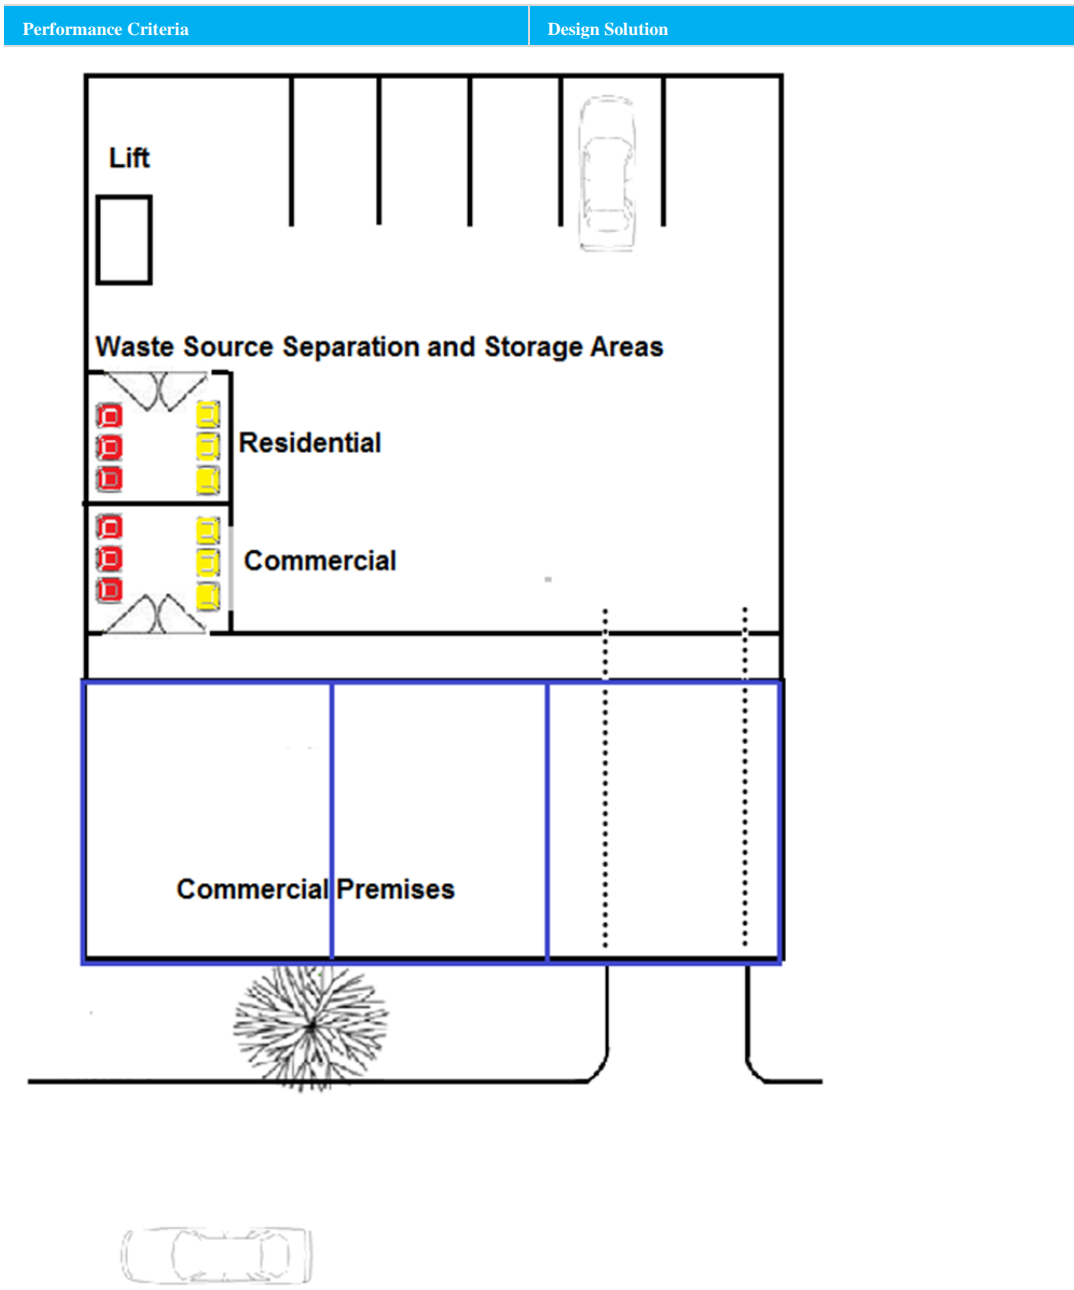 Performance Criteria
Design Solution
Lift
Waste Source Separation and Storage Areas
Residential
Commercial
Commercial Premises